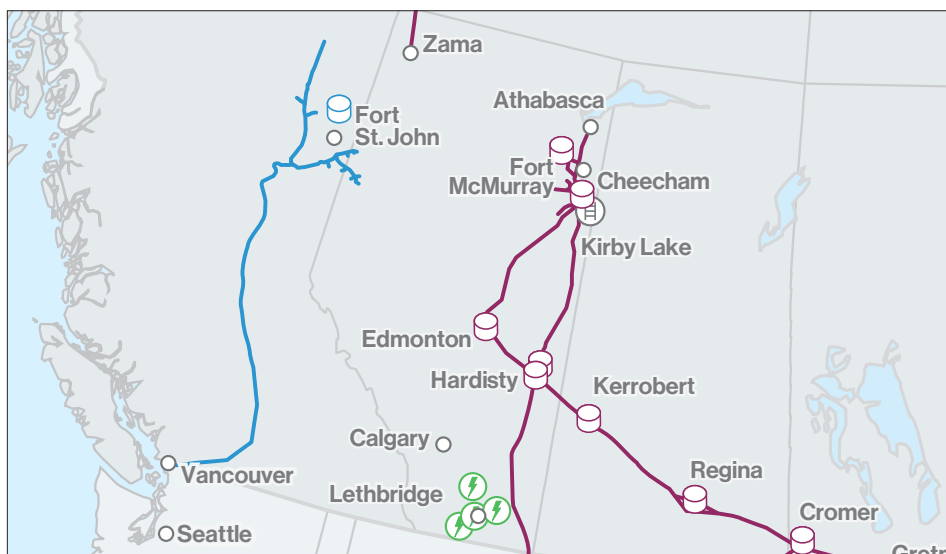 Zama
Athabasca
Fort
St. John
Fort
McMurray
Cheecham
Kirby Lake
Edmonton
Hardisty
Kerrobert
Calgary
Regina
Vancouver
Lethbridge
Cromer
Seattle